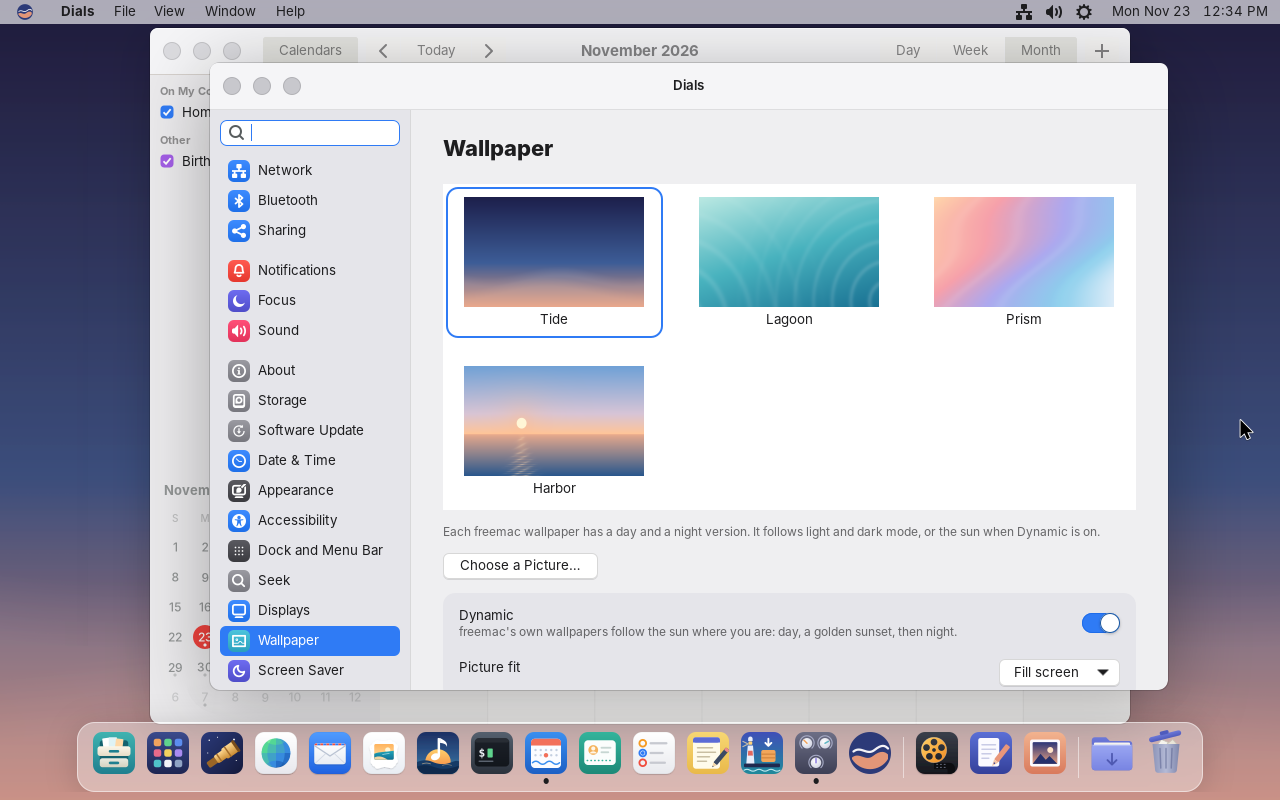 Dials File View Window Help Mon Nov 23 12:34 PM
Calendars Today November 2026 Day Week Month
Dials
On My Co
Hom
Other
Birth
Novem
S M
1 2
8 9
15 16
22 23
29 30
6 7 8 9 10 11 12
Network
Bluetooth
Sharing
Notifications
Focus
Sound
About
Storage
Software Update
Date & Time
Appearance
Accessibility
Dock and Menu Bar
Seek
Displays
Wallpaper
Screen Saver
Wallpaper
Tide Lagoon Prism
Harbor
Each freemac wallpaper has a day and a night version. It follows light and dark mode, or the sun when Dynamic is on.
Choose a Picture...
Dynamic
freemac's own wallpapers follow the sun where you are: day, a golden sunset, then night.
Picture fit Fill screen
$